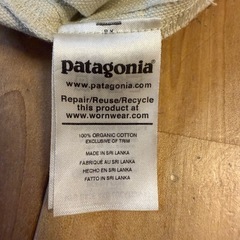 patagonia®
www.patagonia.com
Repair/Reuse/Recycle
this product at
www.wornwear.com
100% ORGANIC COTTON
EXCLUSIVE OF TRIM
MADE IN SRI LANKA
FABRIQUÉ AU SRI LANKA
HECHO EN SRI LANKA
FATTO IN SRI LANKA